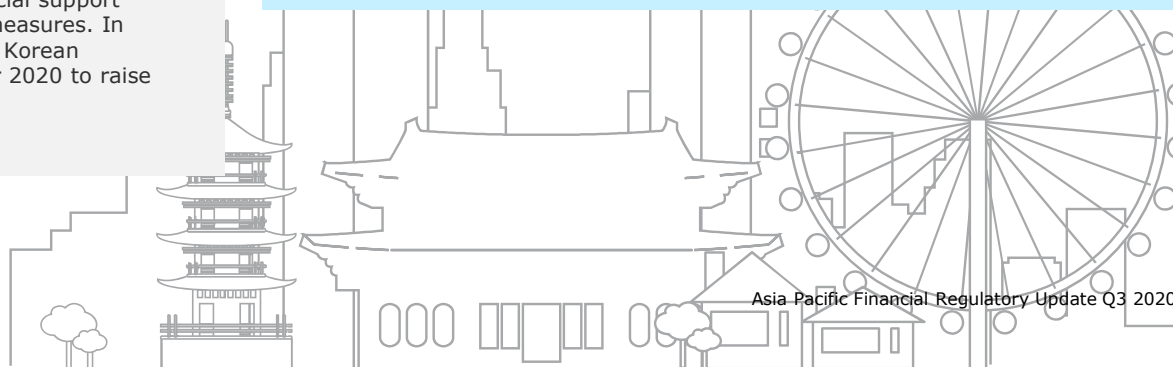 cial support
measures. In
Korean
2020 to raise
Asia Pacific Financial Regulatory Update Q3 2020